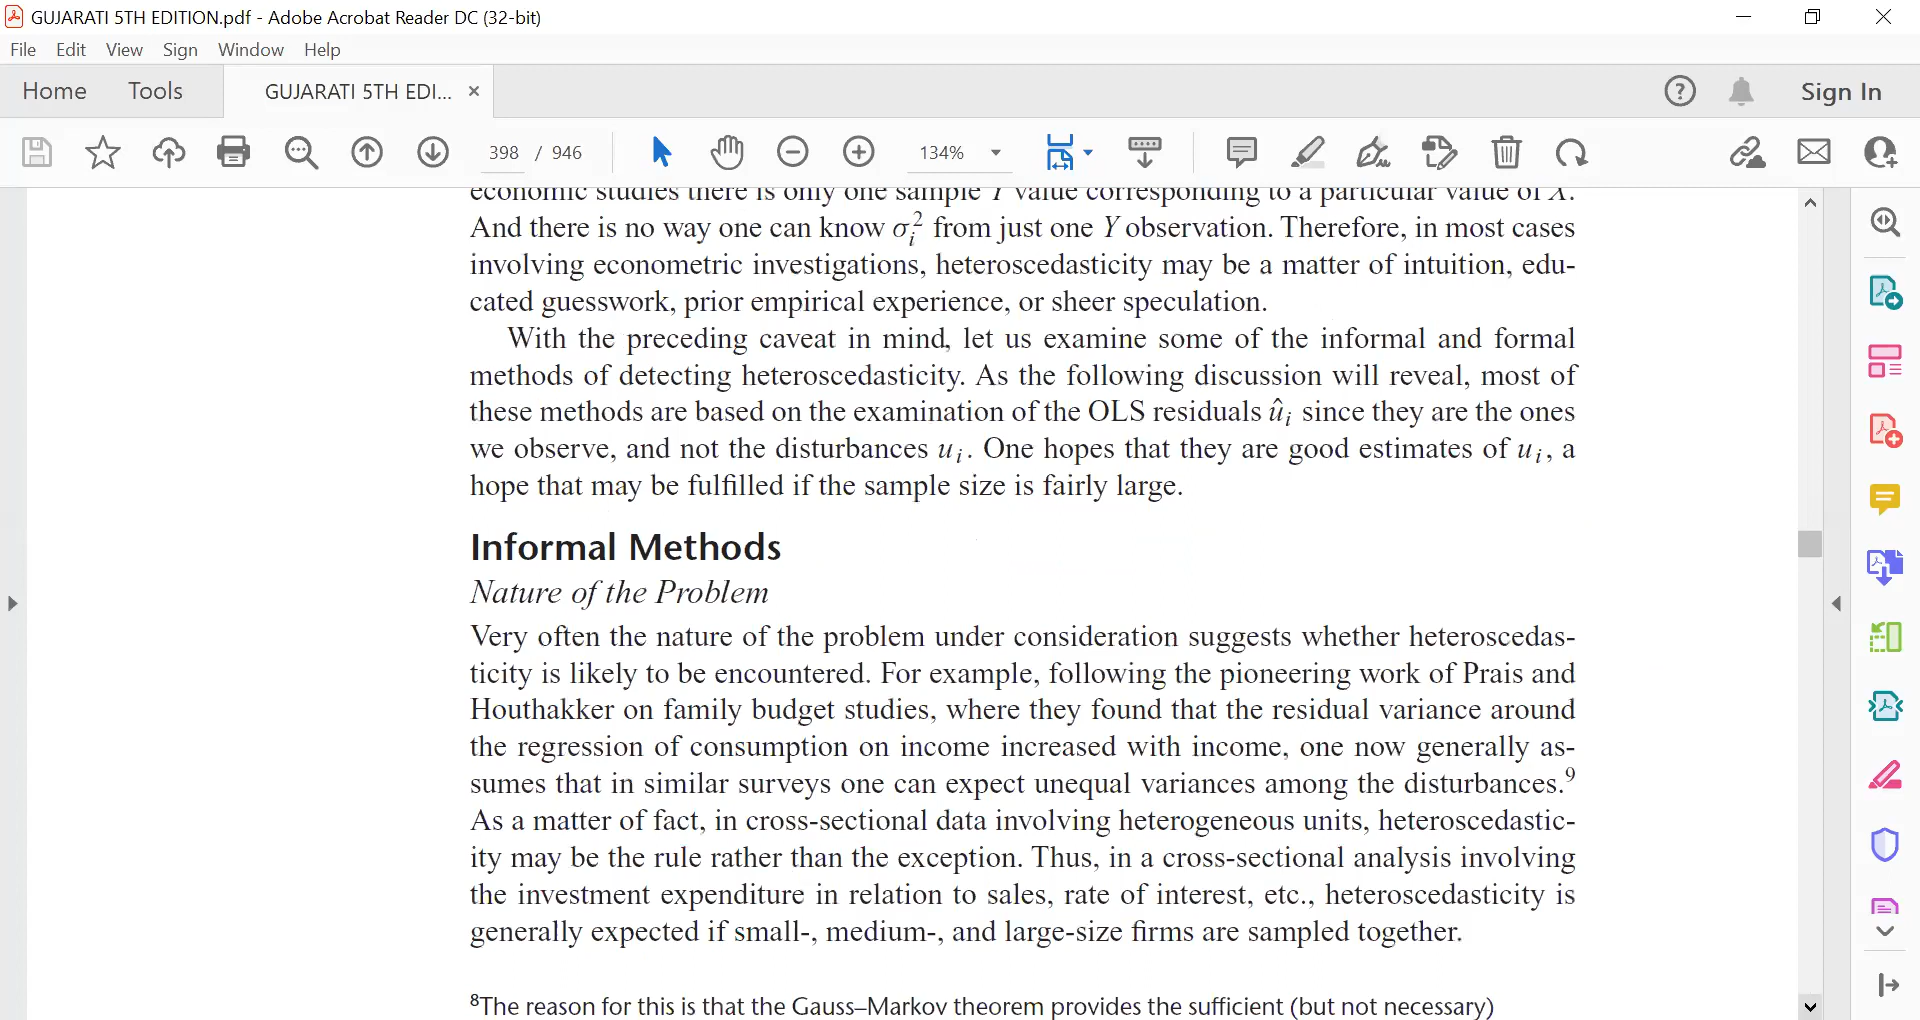 GUJARATI 5TH EDITION.pdf - Adobe Acrobat Reader DC (32-bit)
File Edit View Sign Window Help
Home Tools GUJARATI 5TH EDI... × Sign In
398 / 946 134%
economic studies there is only one sample Y value corresponding to a particular value of X.
And there is no way one can know σᵢ² from just one Y observation. Therefore, in most cases
involving econometric investigations, heteroscedasticity may be a matter of intuition, edu-
cated guesswork, prior empirical experience, or sheer speculation.
With the preceding caveat in mind, let us examine some of the informal and formal
methods of detecting heteroscedasticity. As the following discussion will reveal, most of
these methods are based on the examination of the OLS residuals ûᵢ since they are the ones
we observe, and not the disturbances uᵢ. One hopes that they are good estimates of uᵢ, a
hope that may be fulfilled if the sample size is fairly large.
Informal Methods
Nature of the Problem
Very often the nature of the problem under consideration suggests whether heteroscedas-
ticity is likely to be encountered. For example, following the pioneering work of Prais and
Houthakker on family budget studies, where they found that the residual variance around
the regression of consumption on income increased with income, one now generally as-
sumes that in similar surveys one can expect unequal variances among the disturbances.⁹
As a matter of fact, in cross-sectional data involving heterogeneous units, heteroscedastic-
ity may be the rule rather than the exception. Thus, in a cross-sectional analysis involving
the investment expenditure in relation to sales, rate of interest, etc., heteroscedasticity is
generally expected if small-, medium-, and large-size firms are sampled together.
⁸The reason for this is that the Gauss–Markov theorem provides the sufficient (but not necessary)